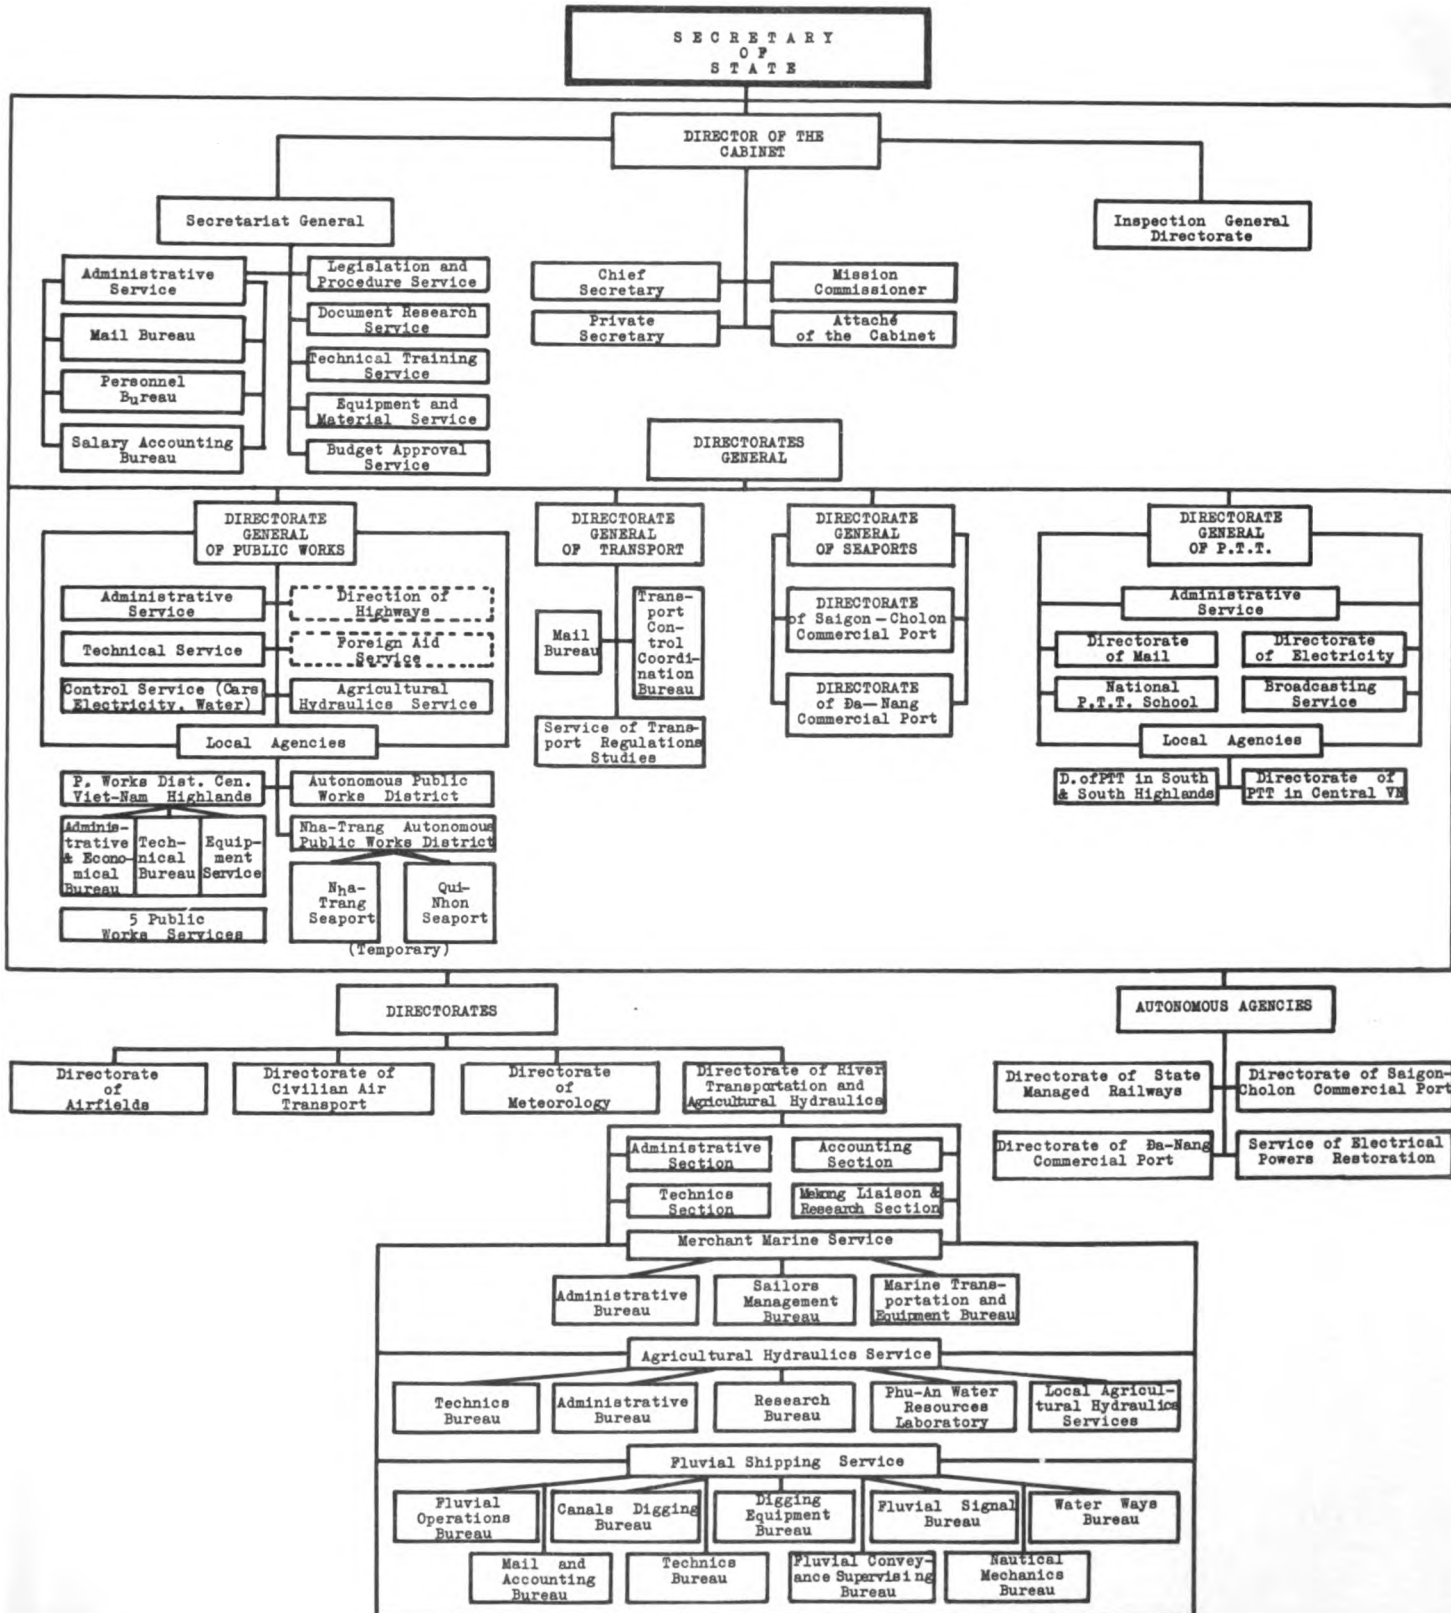 SECRETARY
OF
STATE
DIRECTOR OF THE
CABINET
Secretariat General
Inspection General
Directorate
Administrative
Service
Mail Bureau
Personnel
Bureau
Salary Accounting
Bureau
Legislation and
Procedure Service
Document Research
Service
Technical Training
Service
Equipment and
Material Service
Budget Approval
Service
Chief
Secretary
Mission
Commissioner
Private
Secretary
Attaché
of the Cabinet
DIRECTORATES
GENERAL
DIRECTORATE
GENERAL
OF PUBLIC WORKS
Administrative
Service
Direction of
Highways
Technical Service
Foreign Aid
Service
Control Service (Cars
Electricity, Water)
Agricultural
Hydraulics Service
Local Agencies
P. Works Dist. Cen.
Viet-Nam Highlands
Autonomous Public
Works District
Adminis-
trative
& Econo-
mical
Bureau
Tech-
nical
Bureau
Equip-
ment
Service
Nha-Trang Autonomous
Public Works District
5 Public
Works Services
Nha-
Trang
Seaport
Qui-
Nhon
Seaport
(Temporary)
DIRECTORATE
GENERAL
OF TRANSPORT
Mail
Bureau
Trans-
port
Con-
trol
Coordi-
nation
Bureau
Service of Trans-
port Regulations
Studies
DIRECTORATE
GENERAL
OF SEAPORTS
DIRECTORATE
of Saigon-Cholon
Commercial Port
DIRECTORATE
of Đa-Nang
Commercial Port
DIRECTORATE
GENERAL
OF P.T.T.
Administrative
Service
Directorate
of Mail
Directorate
of Electricity
National
P.T.T. School
Broadcasting
Service
Local Agencies
D.ofPTT in South
& South Highlands
Directorate of
PTT in Central VN
DIRECTORATES
AUTONOMOUS AGENCIES
Directorate
of
Airfields
Directorate of
Civilian Air
Transport
Directorate
of
Meteorology
Directorate of River
Transportation and
Agricultural Hydraulics
Directorate of State
Managed Railways
Directorate of Saigon-
Cholon Commercial Port
Directorate of Đa-Nang
Commercial Port
Service of Electrical
Powers Restoration
Administrative
Section
Accounting
Section
Technics
Section
Mekong Liaison &
Research Section
Merchant Marine Service
Administrative
Bureau
Sailors
Management
Bureau
Marine Trans-
portation and
Equipment Bureau
Agricultural Hydraulics Service
Technics
Bureau
Administrative
Bureau
Research
Bureau
Phu-An Water
Resources
Laboratory
Local Agricul-
tural Hydraulics
Services
Fluvial Shipping Service
Fluvial
Operations
Bureau
Canals Digging
Bureau
Digging
Equipment
Bureau
Fluvial Signal
Bureau
Water Ways
Bureau
Mail and
Accounting
Bureau
Technics
Bureau
Fluvial Convey-
ance Supervising
Bureau
Nautical
Mechanics
Bureau